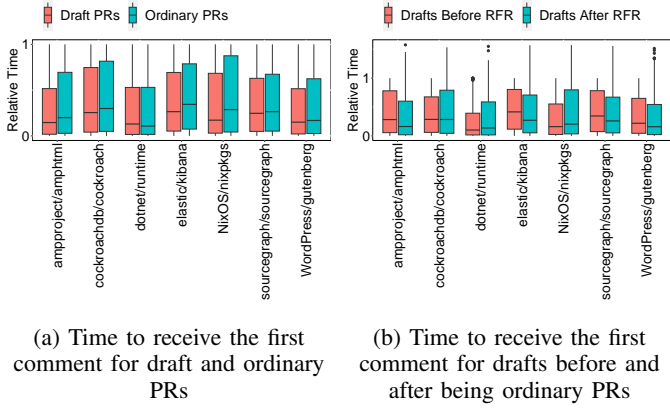 Draft PRs Ordinary PRs
Relative Time
1
0
ampproject/amphtml
cockroachdb/cockroach
dotnet/runtime
elastic/kibana
NixOS/nixpkgs
sourcegraph/sourcegraph
WordPress/gutenberg
(a) Time to receive the first
comment for draft and ordinary
PRs
Drafts Before RFR Drafts After RFR
Relative Time
1
0
ampproject/amphtml
cockroachdb/cockroach
dotnet/runtime
elastic/kibana
NixOS/nixpkgs
sourcegraph/sourcegraph
WordPress/gutenberg
(b) Time to receive the first
comment for drafts before and
after being ordinary PRs